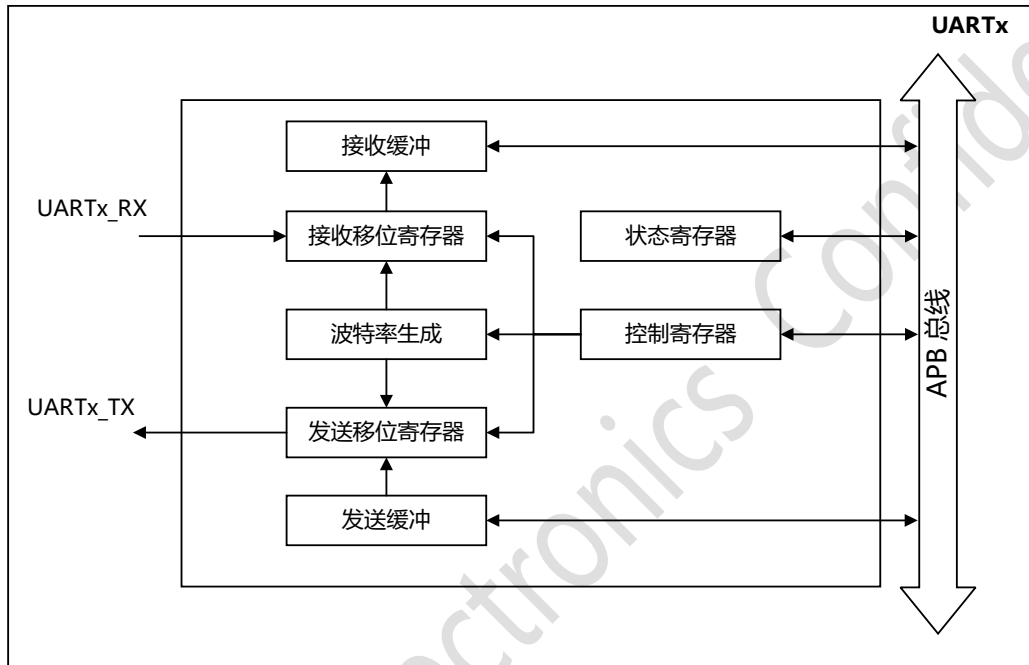 UARTx
接收缓冲
UARTx_RX
接收移位寄存器
状态寄存器
波特率生成
控制寄存器
APB 总线
UARTx_TX
发送移位寄存器
发送缓冲